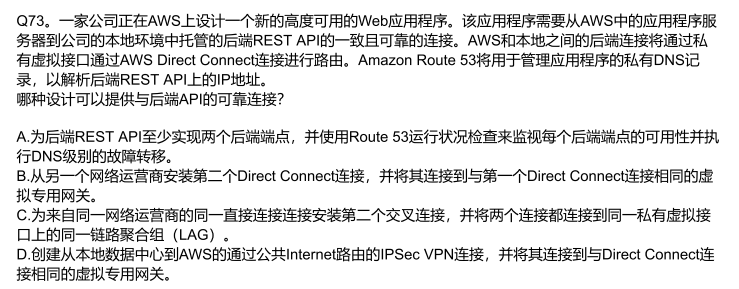 Q73。一家公司正在AWS上设计一个新的高度可用的Web应用程序。该应用程序需要从AWS中的应用程序服
务器到公司的本地环境中托管的后端REST API的一致且可靠的连接。AWS和本地之间的后端连接将通过私
有虚拟接口通过AWS Direct Connect连接进行路由。Amazon Route 53将用于管理应用程序的私有DNS记
录，以解析后端REST API上的IP地址。
哪种设计可以提供与后端API的可靠连接？
A.为后端REST API至少实现两个后端端点，并使用Route 53运行状况检查来监视每个后端端点的可用性并执
行DNS级别的故障转移。
B.从另一个网络运营商安装第二个Direct Connect连接，并将其连接到与第一个Direct Connect连接相同的虚
拟专用网关。
C.为来自同一网络运营商的同一直接连接连接安装第二个交叉连接，并将两个连接都连接到同一私有虚拟接
口上的同一链路聚合组（LAG）。
D.创建从本地数据中心到AWS的通过公共Internet路由的IPSec VPN连接，并将其连接到与Direct Connect连
接相同的虚拟专用网关。